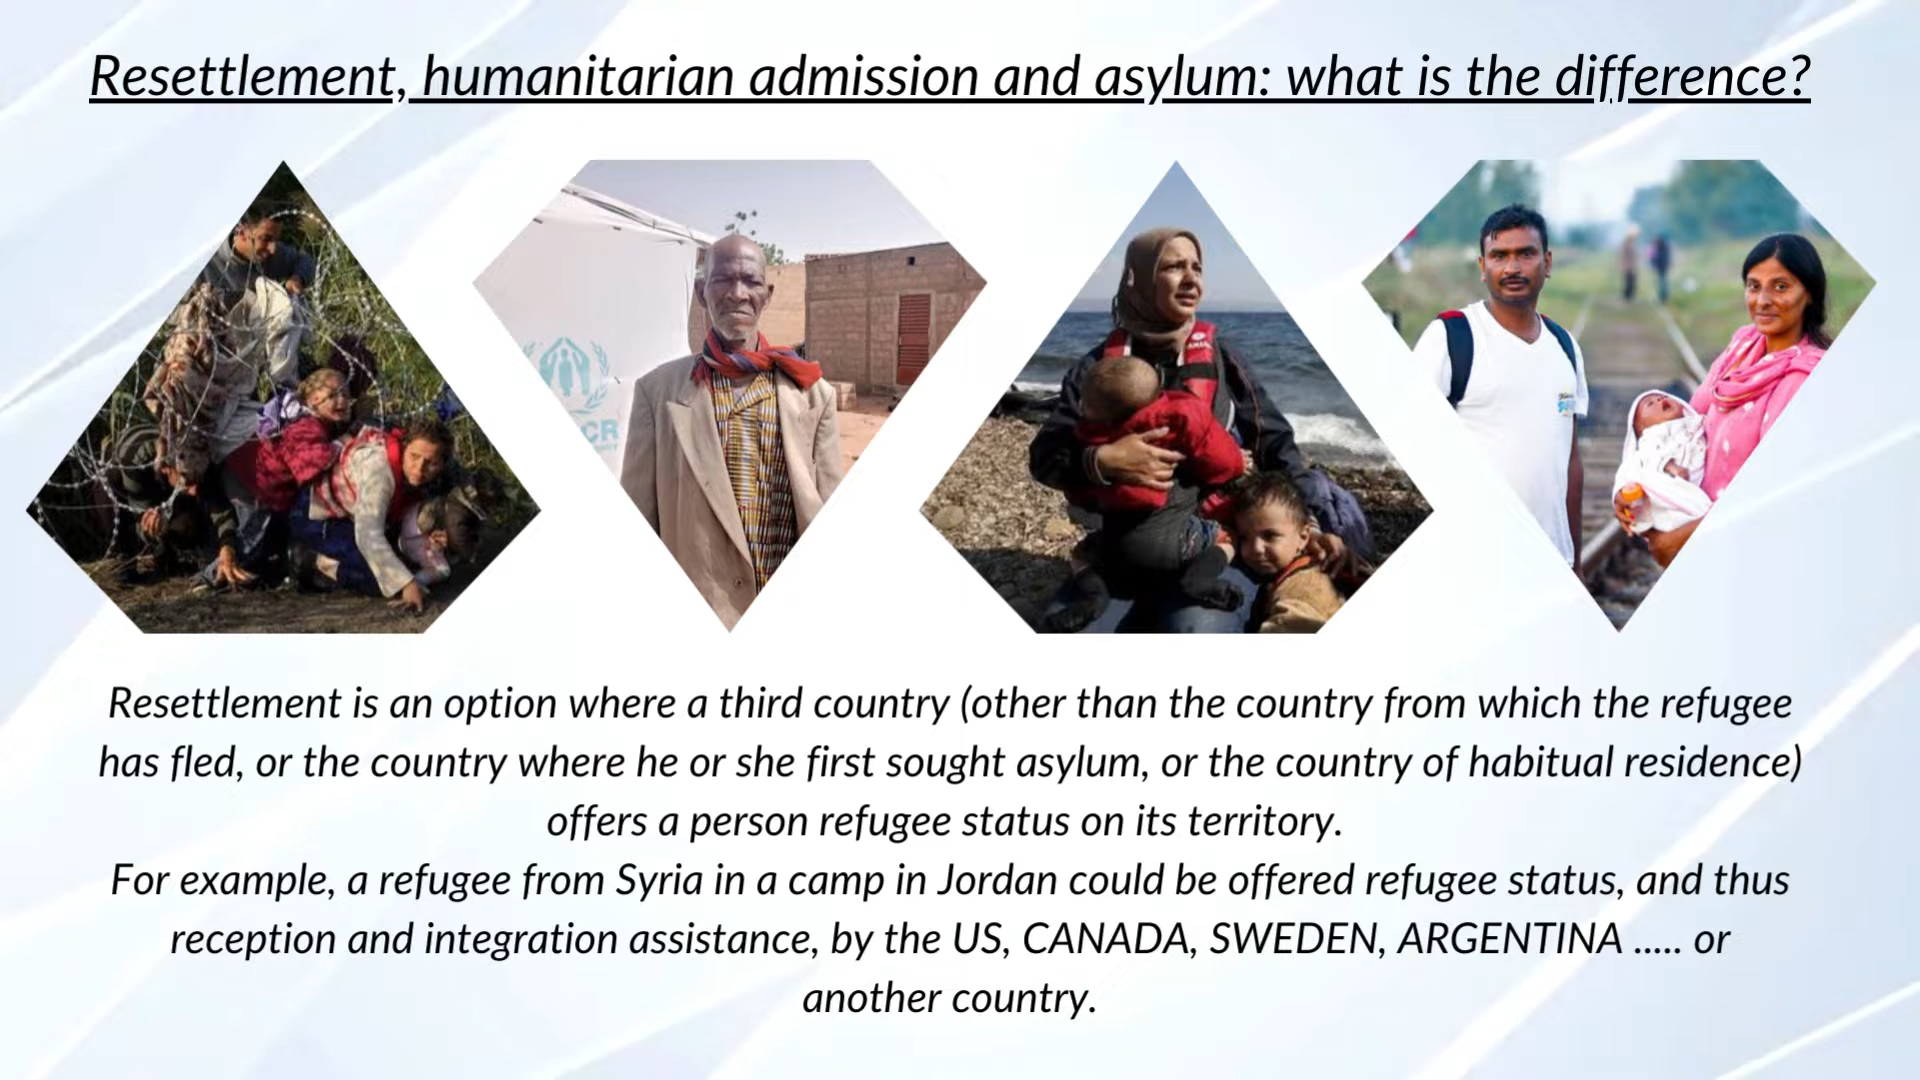 Resettlement, humanitarian admission and asylum: what is the difference?
CR
Resettlement is an option where a third country (other than the country from which the refugee
has fled, or the country where he or she first sought asylum, or the country of habitual residence)
offers a person refugee status on its territory.
For example, a refugee from Syria in a camp in Jordan could be offered refugee status, and thus
reception and integration assistance, by the US, CANADA, SWEDEN, ARGENTINA ..... or
another country.